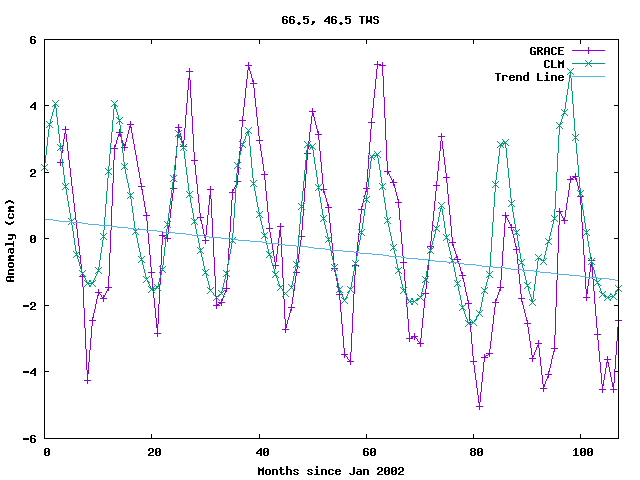 66.5, 46.5 TWS
GRACE
CLM
Trend Line
6
4
2
0
-2
-4
-6
Anomaly (cm)
0 20 40 60 80 100
Months since Jan 2002